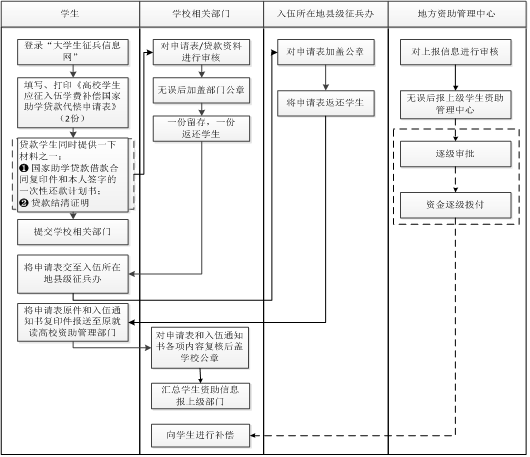 学生
学校相关部门
入伍所在地县级征兵办
地方资助管理中心
登录“大学生征兵信息
网”
填写、打印《高校学生
应征入伍学费补偿国家
助学贷款代偿申请表》
（2份）
贷款学生同时提供一下
材料之一：
❶ 国家助学贷款借款合
同复印件和本人签字的
一次性还款计划书；
❷ 贷款结清证明
提交学校相关部门
将申请表交至入伍所在
地县级征兵办
将申请表原件和入伍通
知书复印件报送至原就
读高校资助管理部门
对申请表/贷款资料
进行审核
无误后加盖部门公章
一份留存，一份
返还学生
对申请表和入伍通知
书各项内容复核后盖
学校公章
汇总学生资助信息
报上级部门
向学生进行补偿
对申请表加盖公章
将申请表返还学生
对上报信息进行审核
无误后报上级学生资助
管理中心
逐级审批
资金逐级拨付